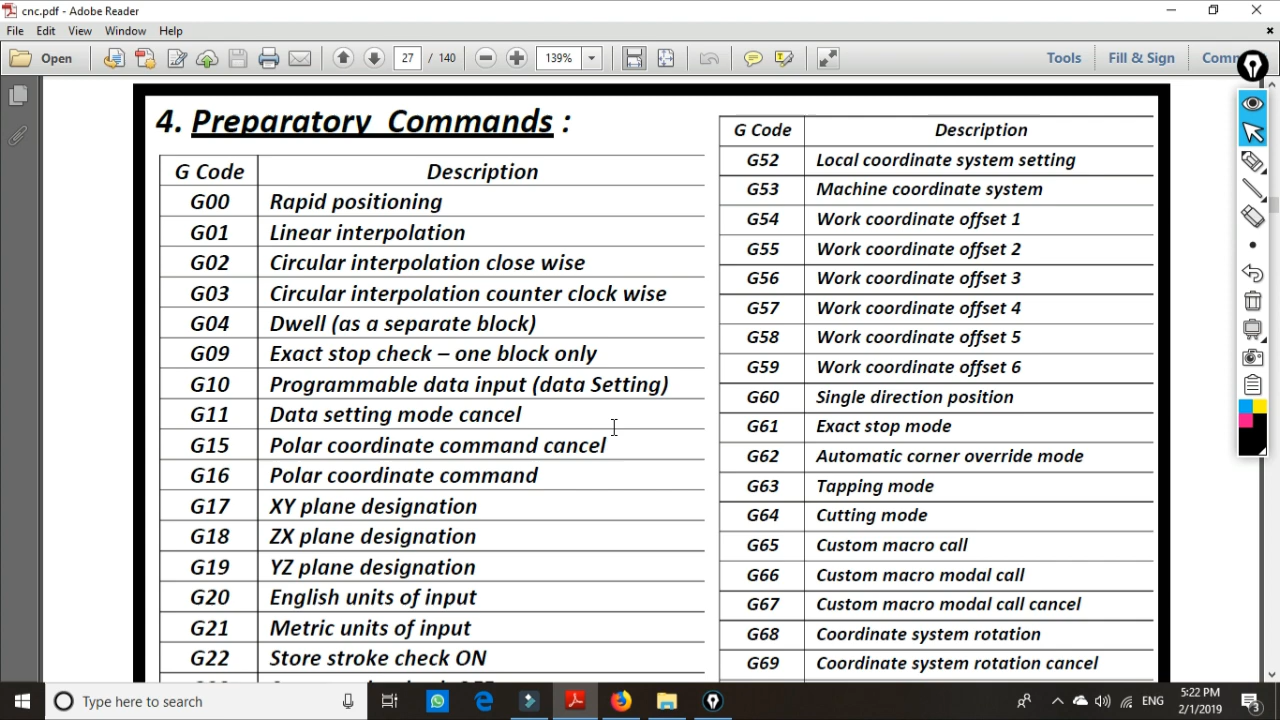 cnc.pdf - Adobe Reader
File Edit View Window Help
Open 27 / 140 139% Tools Fill & Sign
4. Preparatory Commands :
G Code Description
G00 Rapid positioning
G01 Linear interpolation
G02 Circular interpolation close wise
G03 Circular interpolation counter clock wise
G04 Dwell (as a separate block)
G09 Exact stop check – one block only
G10 Programmable data input (data Setting)
G11 Data setting mode cancel
G15 Polar coordinate command cancel
G16 Polar coordinate command
G17 XY plane designation
G18 ZX plane designation
G19 YZ plane designation
G20 English units of input
G21 Metric units of input
G22 Store stroke check ON
G Code Description
G52 Local coordinate system setting
G53 Machine coordinate system
G54 Work coordinate offset 1
G55 Work coordinate offset 2
G56 Work coordinate offset 3
G57 Work coordinate offset 4
G58 Work coordinate offset 5
G59 Work coordinate offset 6
G60 Single direction position
G61 Exact stop mode
G62 Automatic corner override mode
G63 Tapping mode
G64 Cutting mode
G65 Custom macro call
G66 Custom macro modal call
G67 Custom macro modal call cancel
G68 Coordinate system rotation
G69 Coordinate system rotation cancel
Type here to search
ENG
5:22 PM
2/1/2019
3